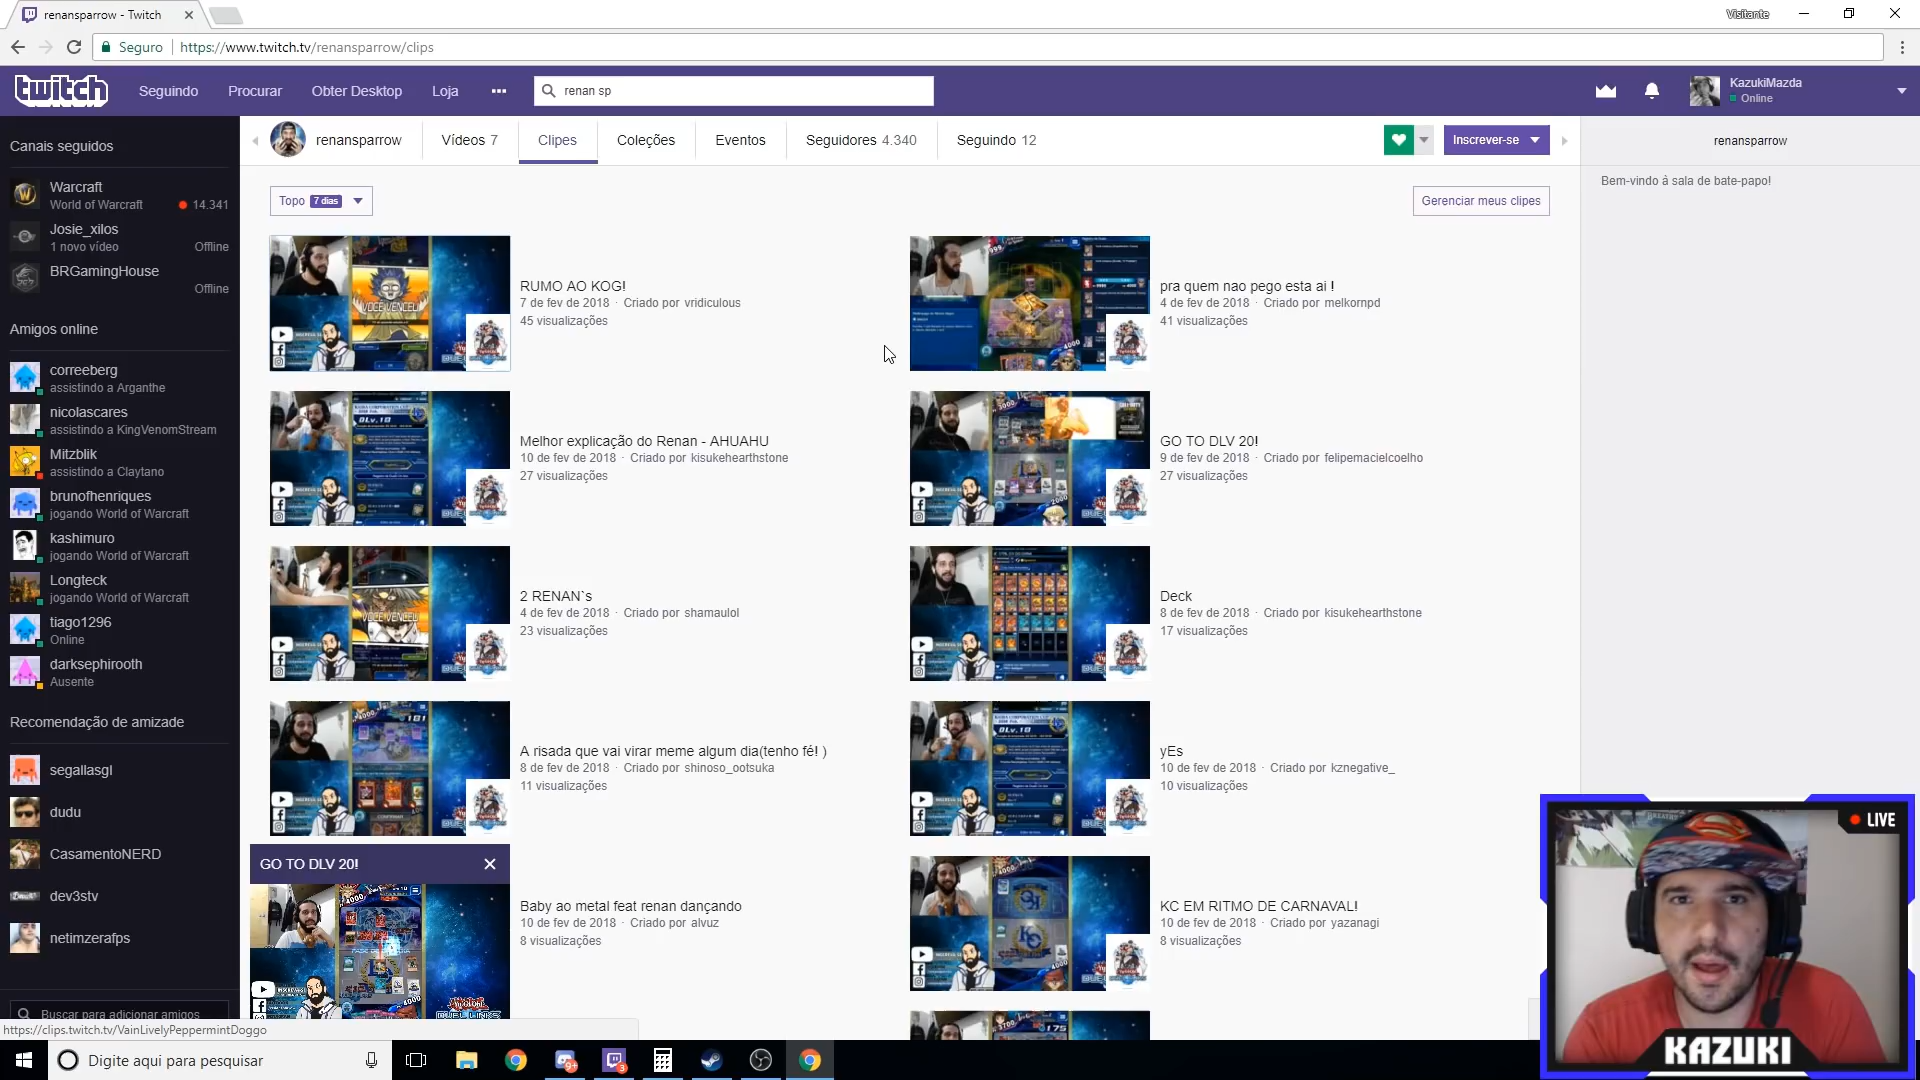 renansparrow - Twitch
Visitante
Seguro
https://www.twitch.tv/renansparrow/clips
twitch
Seguindo
Procurar
Obter Desktop
Loja
renan sp
KazukiMazda
Online
Canais seguidos
Warcraft
World of Warcraft
14.341
Josie_xilos
1 novo vídeo
Offline
BRGamingHouse
Offline
Amigos online
correeberg
assistindo a Arganthe
nicolascares
assistindo a KingVenomStream
Mitzblik
assistindo a Claytano
brunofhenriques
jogando World of Warcraft
kashimuro
jogando World of Warcraft
Longteck
jogando World of Warcraft
tiago1296
Online
darksephirooth
Ausente
Recomendação de amizade
segallasgl
dudu
CasamentoNERD
dev3stv
netimzerafps
Buscar para adicionar amigos
renansparrow
Vídeos 7
Clipes
Coleções
Eventos
Seguidores 4.340
Seguindo 12
Inscrever-se
Topo 7 dias
Gerenciar meus clipes
RUMO AO KOG!
7 de fev de 2018 · Criado por vridiculous
45 visualizações
pra quem nao pego esta ai !
4 de fev de 2018 · Criado por melkornpd
41 visualizações
Melhor explicação do Renan - AHUAHU
10 de fev de 2018 · Criado por kisukehearthstone
27 visualizações
GO TO DLV 20!
9 de fev de 2018 · Criado por felipemacielcoelho
27 visualizações
2 RENAN`s
4 de fev de 2018 · Criado por shamaulol
23 visualizações
Deck
8 de fev de 2018 · Criado por kisukehearthstone
17 visualizações
A risada que vai virar meme algum dia(tenho fé! )
8 de fev de 2018 · Criado por shinoso_ootsuka
11 visualizações
yEs
10 de fev de 2018 · Criado por kznegative_
10 visualizações
Baby ao metal feat renan dançando
10 de fev de 2018 · Criado por alvuz
8 visualizações
KC EM RITMO DE CARNAVAL!
10 de fev de 2018 · Criado por yazanagi
8 visualizações
GO TO DLV 20!
renansparrow
Bem-vindo à sala de bate-papo!
LIVE
KAZUKI
https://clips.twitch.tv/VainLivelyPeppermintDoggo
Digite aqui para pesquisar